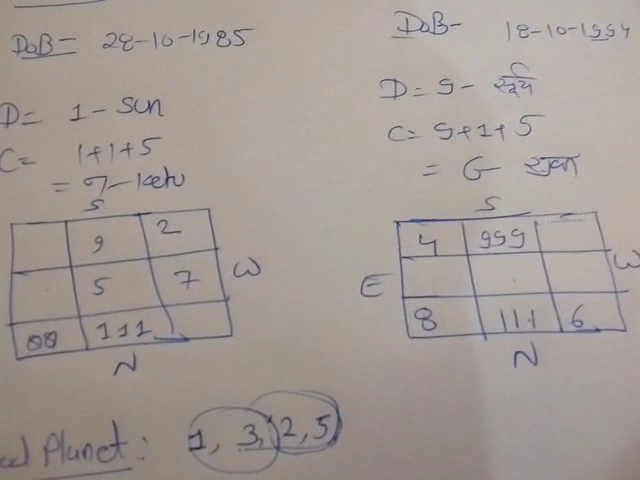 DoB = 28-10-1985
D = 1 - Sun
C = 1+1+5
= 7 - Ketu
S
9 2
5 7 W
88 111
N
DoB - 18-10-1994
D = 9 - सूर्य
C = 9+1+5
= 6
S
4 999
E W
8 111 6
N
Planet: 1, 3, 2, 5